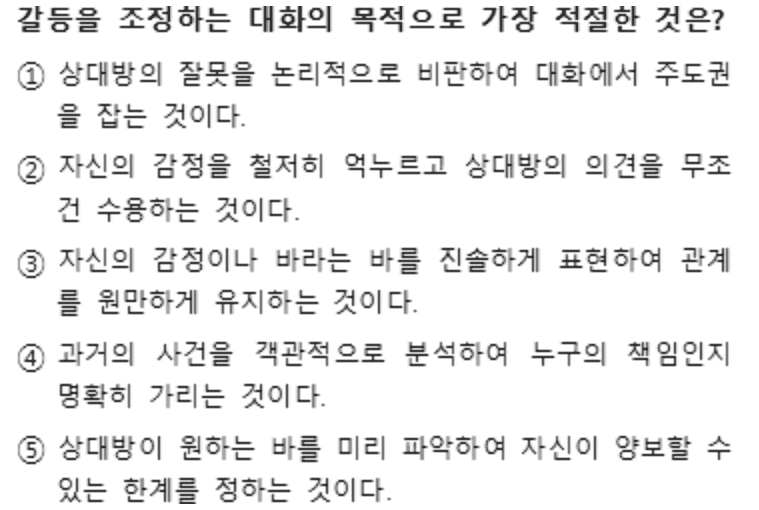 갈등을 조정하는 대화의 목적으로 가장 적절한 것은?
① 상대방의 잘못을 논리적으로 비판하여 대화에서 주도권
을 잡는 것이다.
② 자신의 감정을 철저히 억누르고 상대방의 의견을 무조
건 수용하는 것이다.
③ 자신의 감정이나 바라는 바를 진솔하게 표현하여 관계
를 원만하게 유지하는 것이다.
④ 과거의 사건을 객관적으로 분석하여 누구의 책임인지
명확히 가리는 것이다.
⑤ 상대방이 원하는 바를 미리 파악하여 자신이 양보할 수
있는 한계를 정하는 것이다.